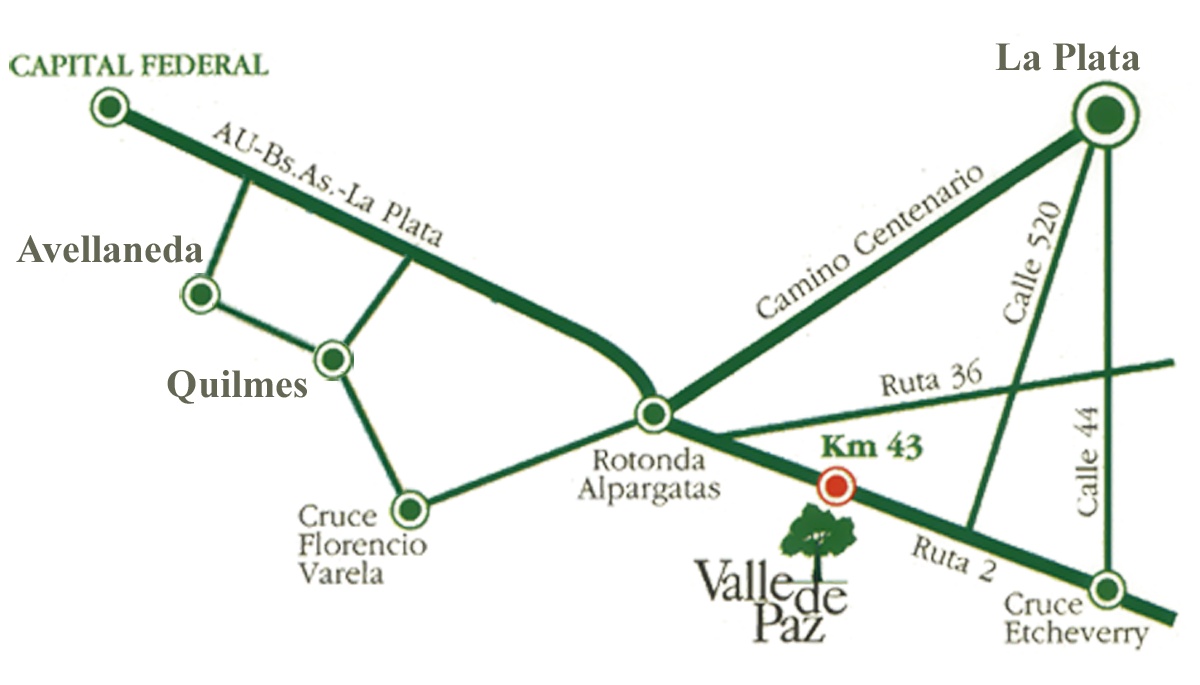 CAPITAL FEDERAL
La Plata
AU-Bs.As.-La Plata
Avellaneda
Camino Centenario
Calle 520
Quilmes
Ruta 36
Calle 44
Km 43
Rotonda
Alpargatas
Cruce
Florencio
Varela
Ruta 2
Valle de
Paz
Cruce
Etcheverry